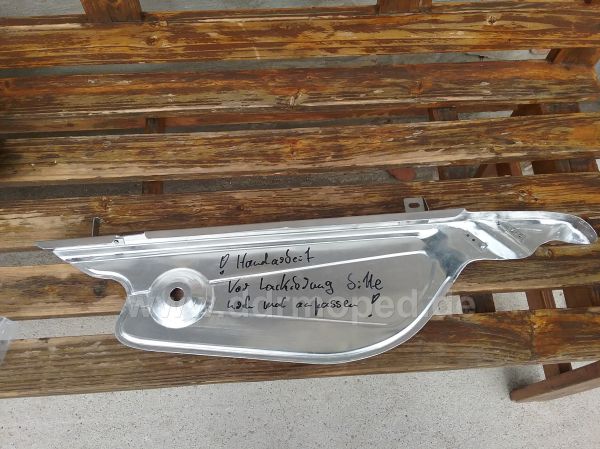 ! Handarbeit
Vor Lackierung bitte
noch mal anpassen !